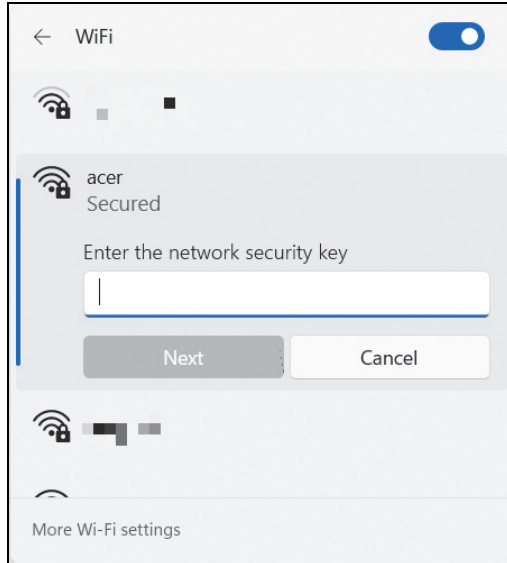 WiFi
acer
Secured
Enter the network security key
Next
Cancel
More Wi-Fi settings